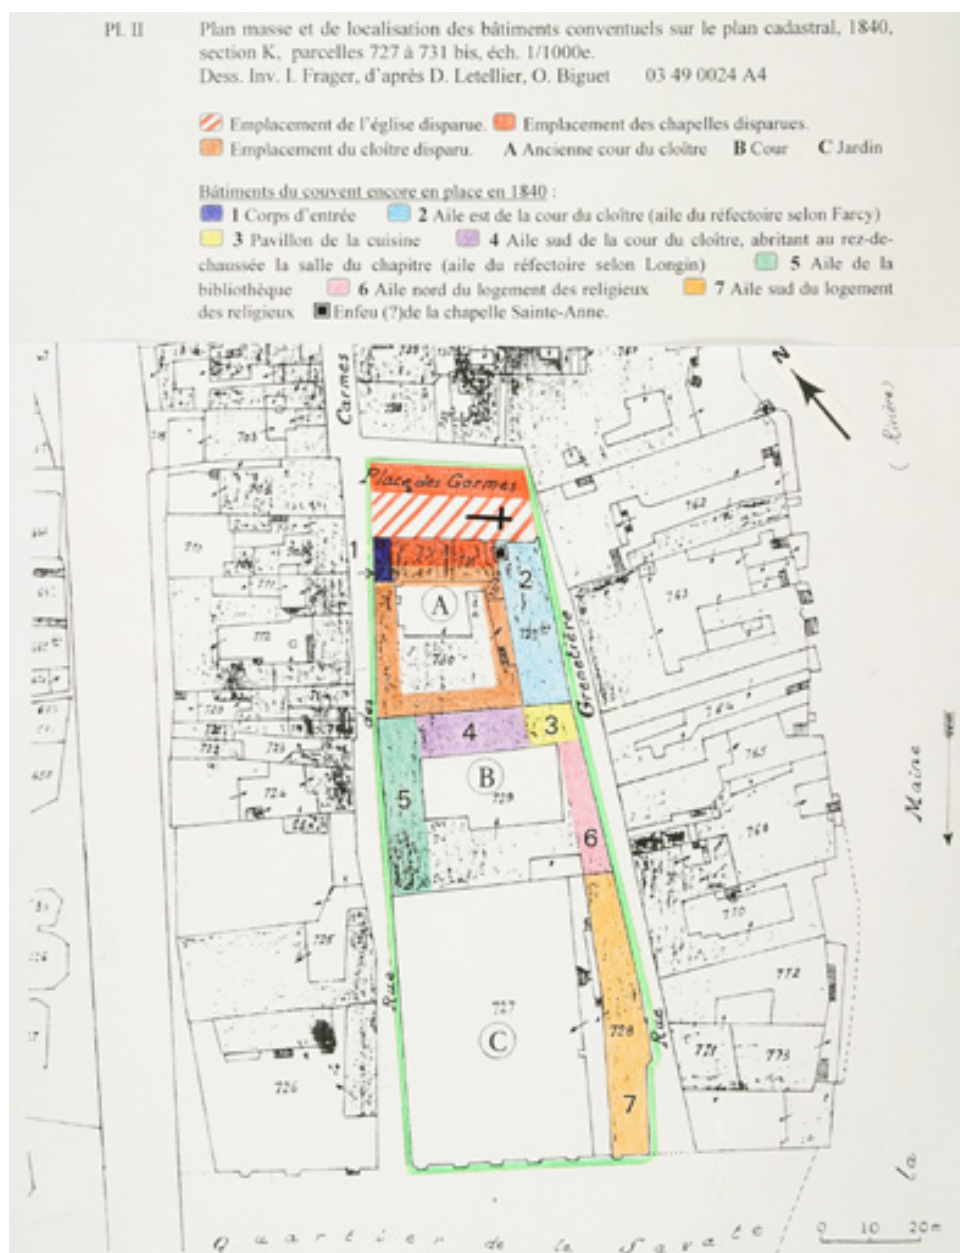 Pl. II
Plan masse et de localisation des bâtiments conventuels sur le plan cadastral, 1840,
section K, parcelles 727 à 731 bis, éch. 1/1000e.
Dess. Inv. I. Frager, d'après D. Letellier, O. Biguet 03 49 0024 A4
Emplacement de l'église disparue. Emplacement des chapelles disparues.
Emplacement du cloître disparu. A Ancienne cour du cloître B Cour C Jardin
Bâtiments du couvent encore en place en 1840 :
1 Corps d'entrée 2 Aile est de la cour du cloître (aile du réfectoire selon Farcy)
3 Pavillon de la cuisine 4 Aile sud de la cour du cloître, abritant au rez-de-
chaussée la salle du chapitre (aile du réfectoire selon Longin) 5 Aile de la
bibliothèque 6 Aile nord du logement des religieux 7 Aile sud du logement
des religieux Enfeu (?)de la chapelle Sainte-Anne.
N
(Rivière)
Place des Carmes
762
1
2
A
763
730
Rue des Carmes
Rue Grenetière
764
4
3
765
B
729
724
5
6
768
770
725
772
727
728
C
771
773
726
7
La Maine
0 10 20m
Quartier de la Savate